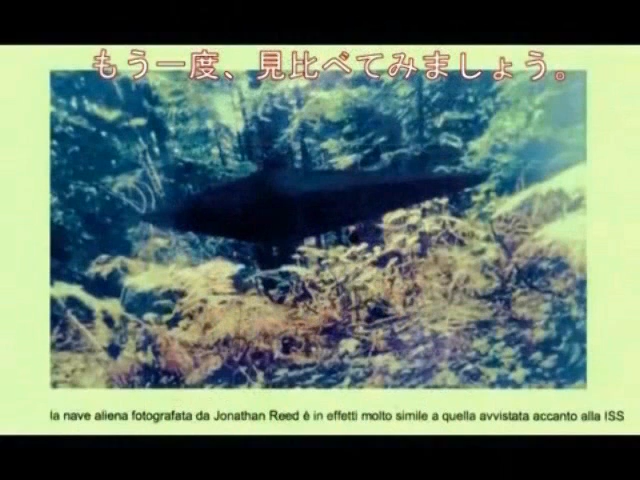 もう一度、見比べてみましょう。
la nave aliena fotografata da Jonathan Reed è in effetti molto simile a quella avvistata accanto alla ISS